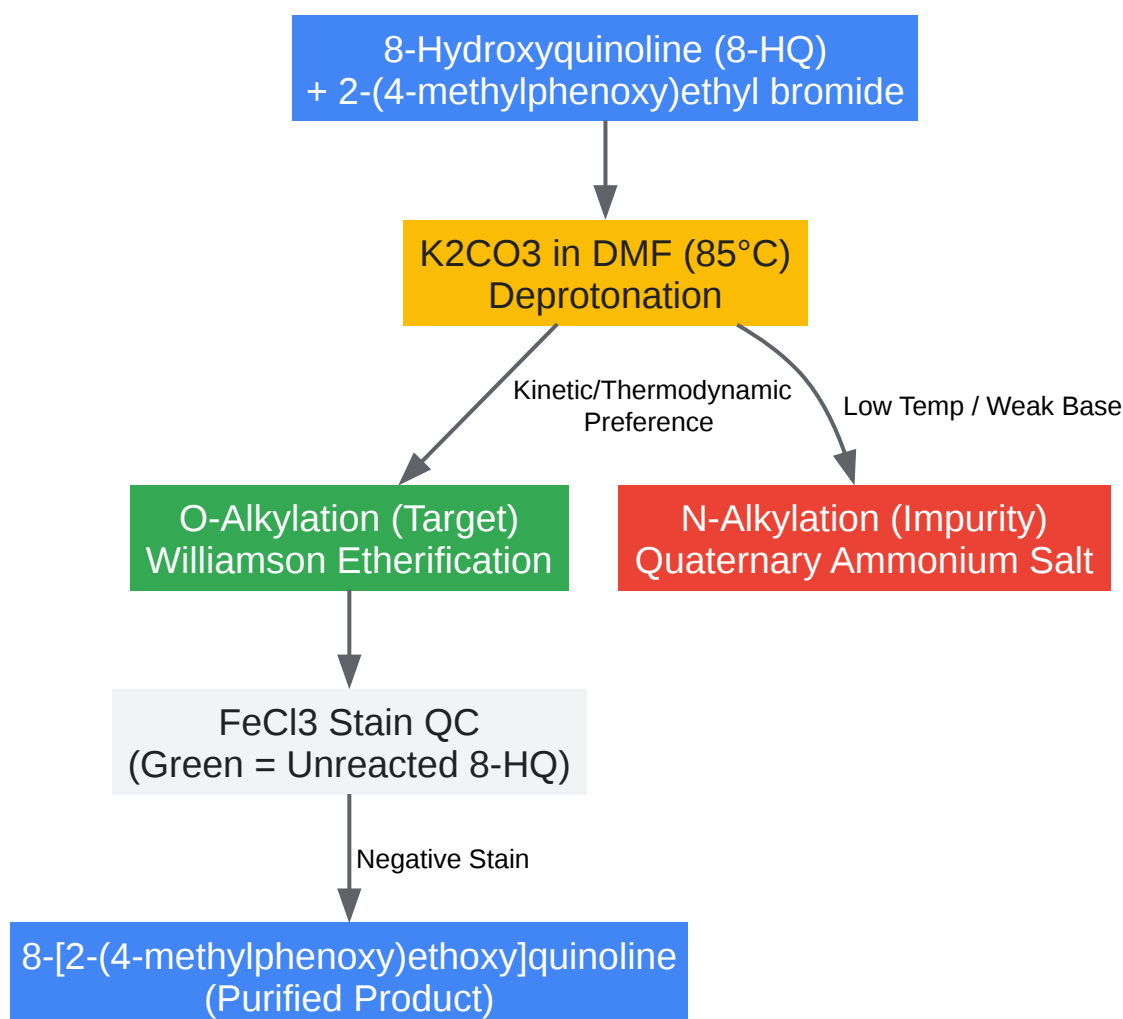 8-Hydroxyquinoline (8-HQ)
+ 2-(4-methylphenoxy)ethyl bromide
K2CO3 in DMF (85°C)
Deprotonation
Kinetic/Thermodynamic
Preference
Low Temp / Weak Base
O-Alkylation (Target)
Williamson Etherification
N-Alkylation (Impurity)
Quaternary Ammonium Salt
FeCl3 Stain QC
(Green = Unreacted 8-HQ)
Negative Stain
8-[2-(4-methylphenoxy)ethoxy]quinoline
(Purified Product)